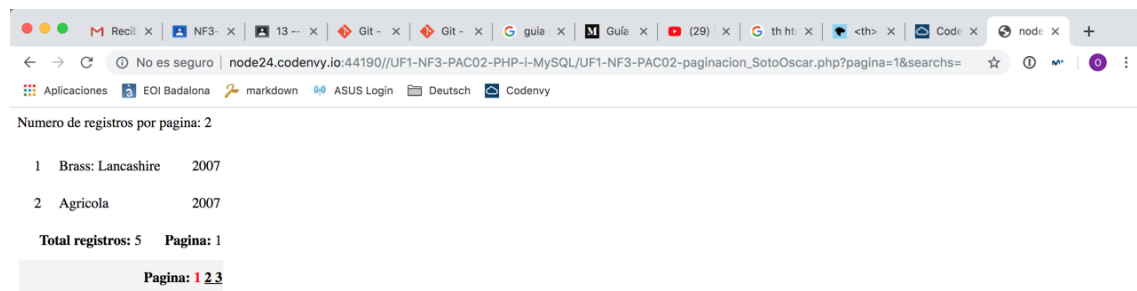 Recib NF3- 13 -- Git - Git - guia Guía (29) th ht <th> Code node
No es seguro | node24.codenvy.io:44190//UF1-NF3-PAC02-PHP-i-MySQL/UF1-NF3-PAC02-paginacion_SotoOscar.php?pagina=1&searchs=
Aplicaciones EOI Badalona markdown ASUS Login Deutsch Codenvy
Numero de registros por pagina: 2
1 Brass: Lancashire 2007
2 Agricola 2007
Total registros: 5 Pagina: 1
Pagina: 1 2 3